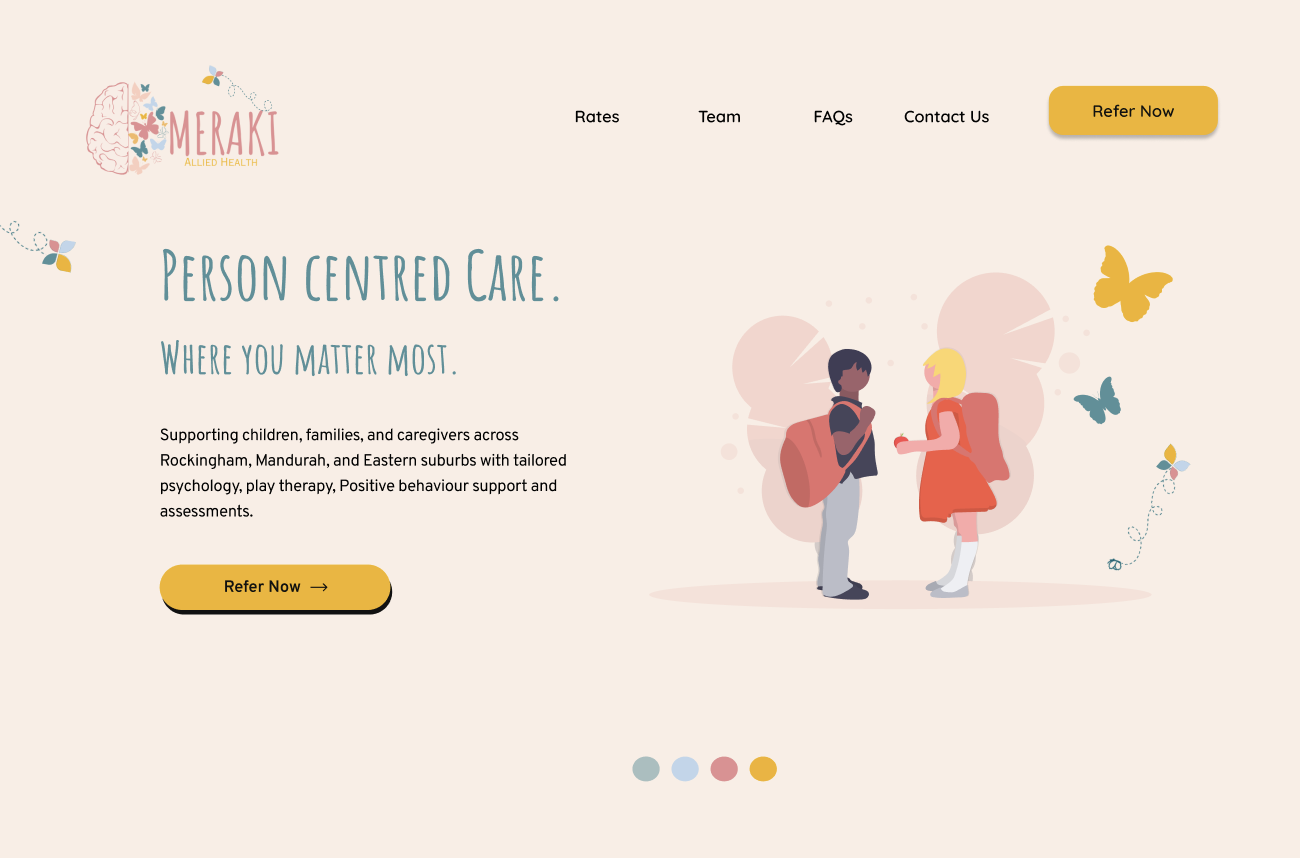 MERAKI
ALLIED HEALTH
Rates
Team
FAQs
Contact Us
Refer Now
Person centred Care.
Where you matter most.
Supporting children, families, and caregivers across
Rockingham, Mandurah, and Eastern suburbs with tailored
psychology, play therapy, Positive behaviour support and
assessments.
Refer Now →